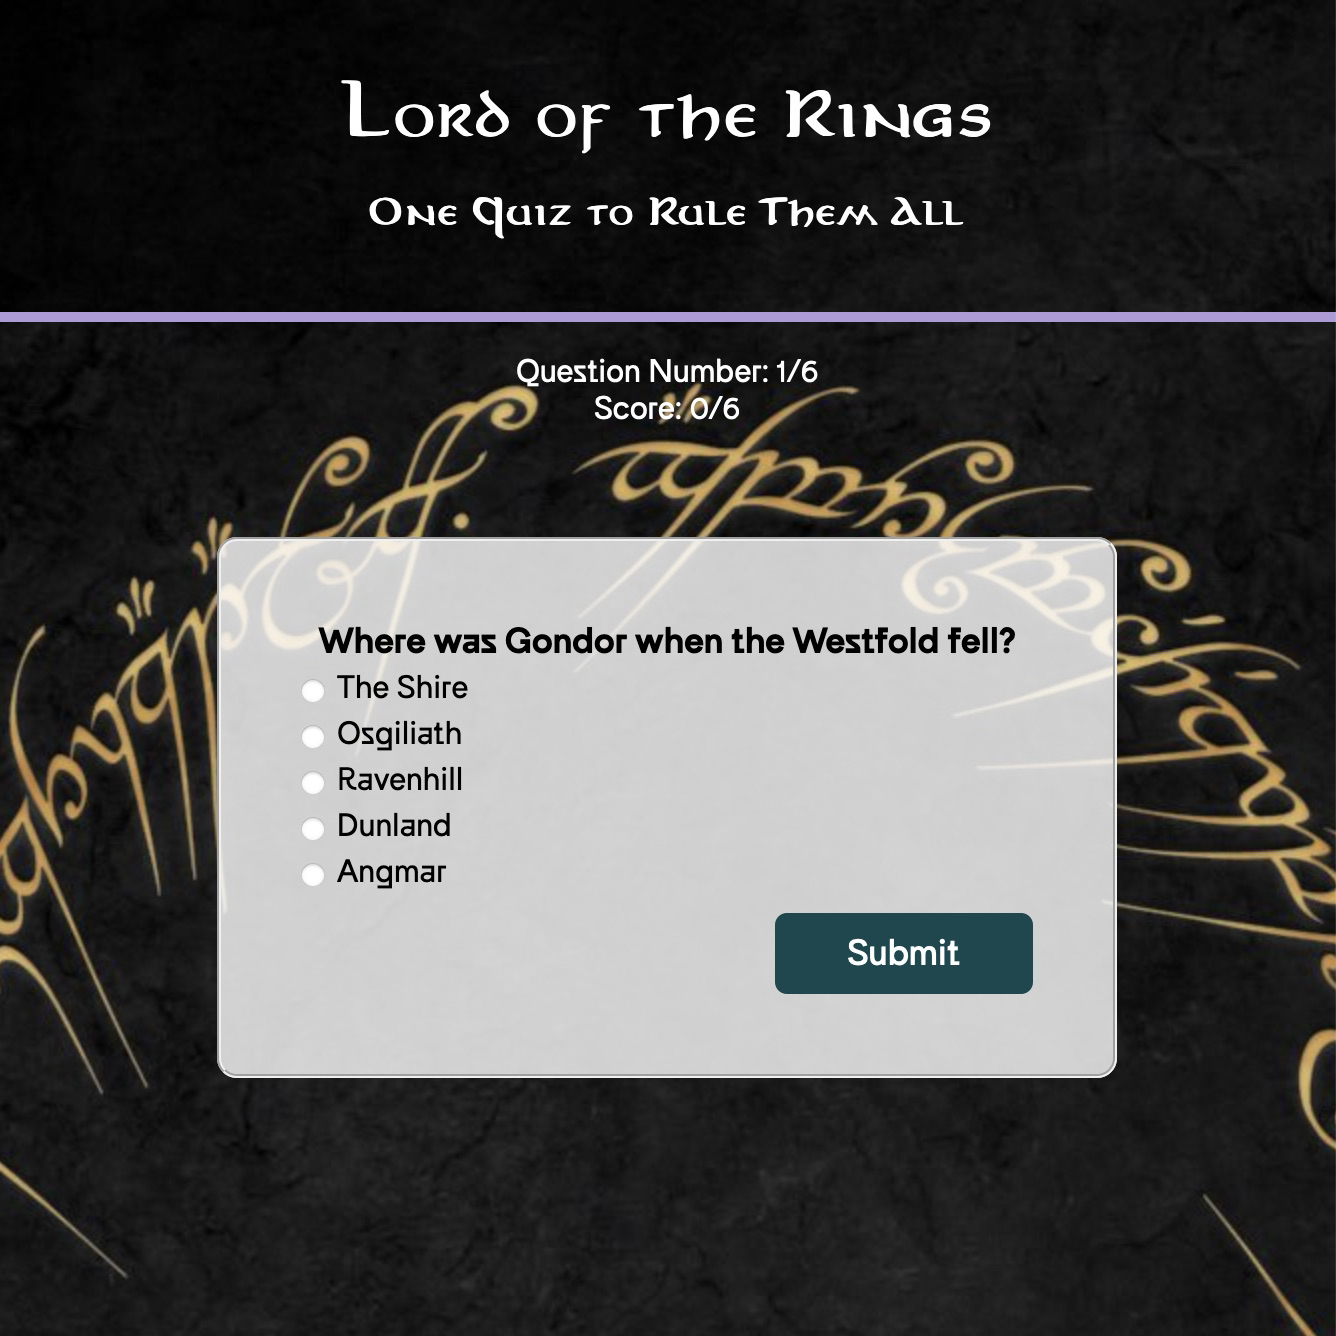 Lord of the Rings
One Quiz to Rule Them All
Question Number: 1/6
Score: 0/6
Where was Gondor when the Westfold fell?
The Shire
Osgiliath
Ravenhill
Dunland
Angmar
Submit